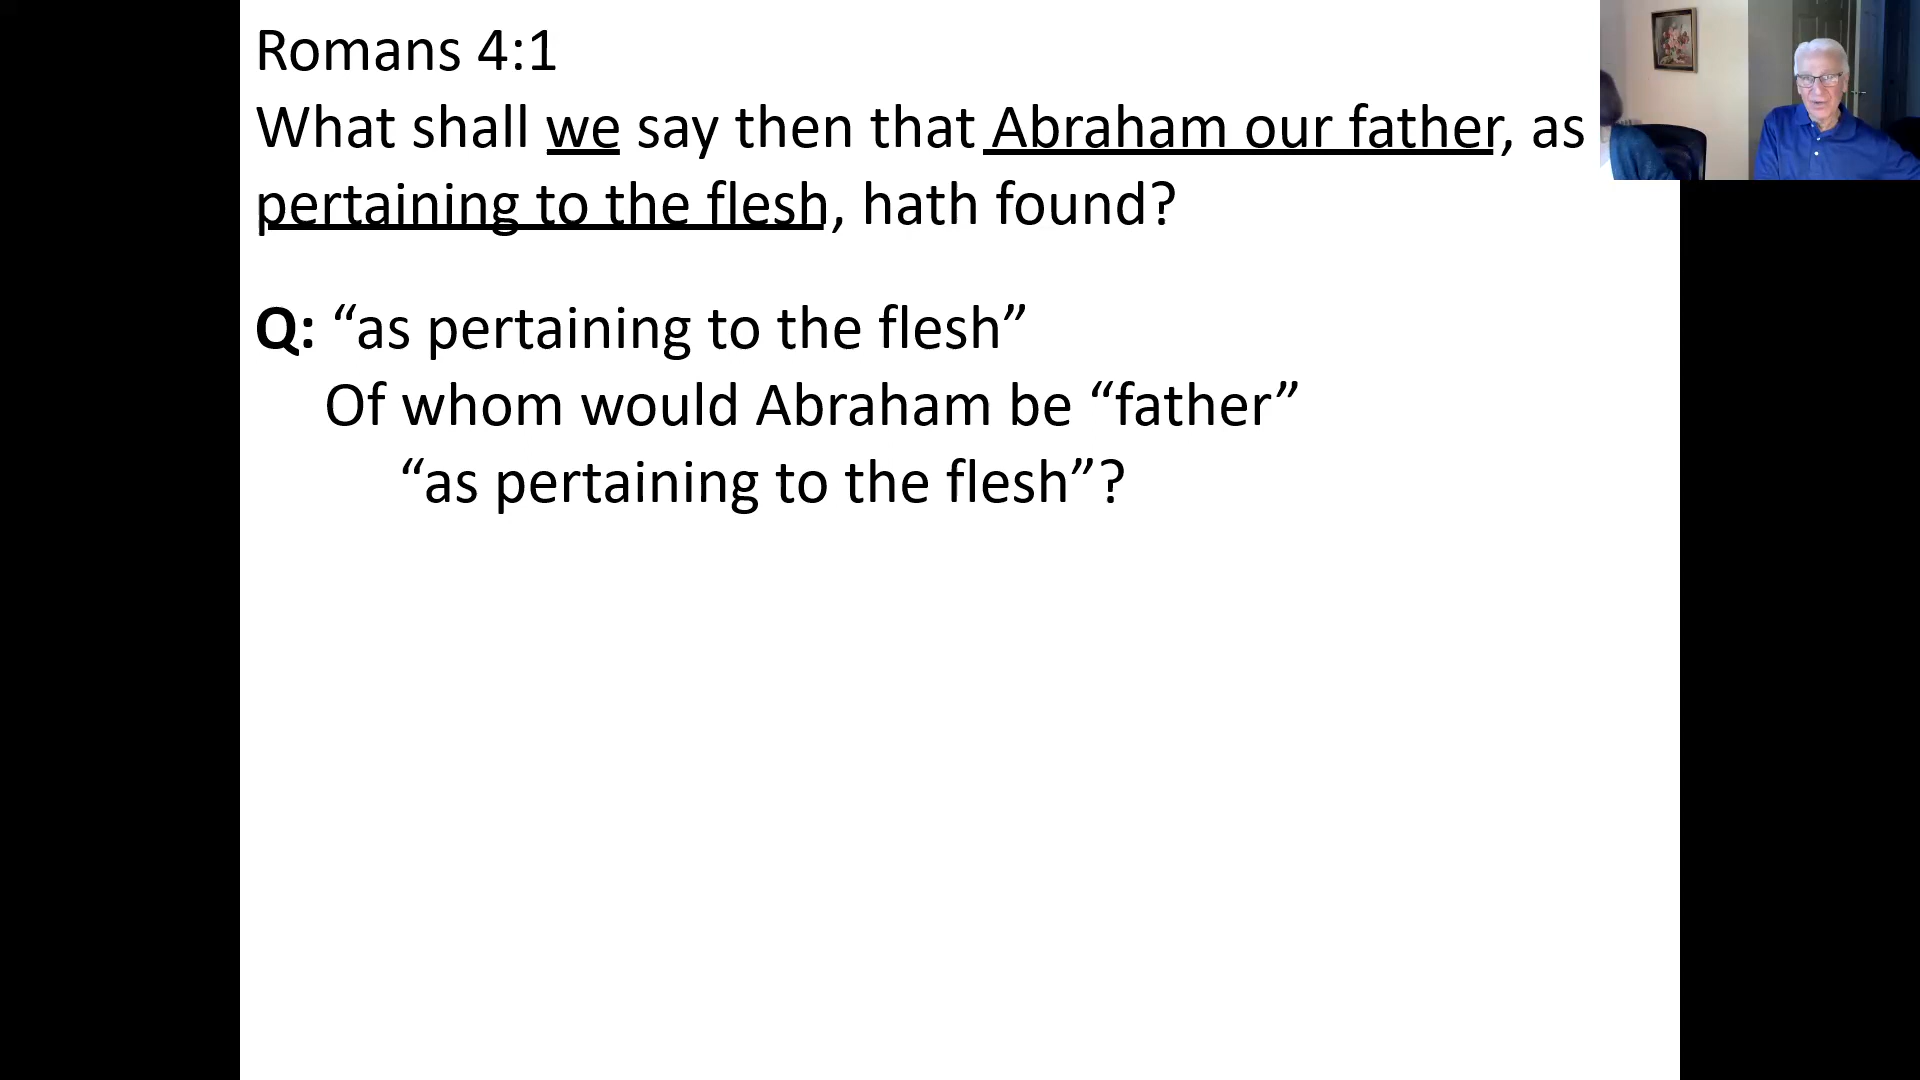 Romans 4:1
What shall we say then that Abraham our father, as
pertaining to the flesh, hath found?
Q: “as pertaining to the flesh”
Of whom would Abraham be “father”
“as pertaining to the flesh”?